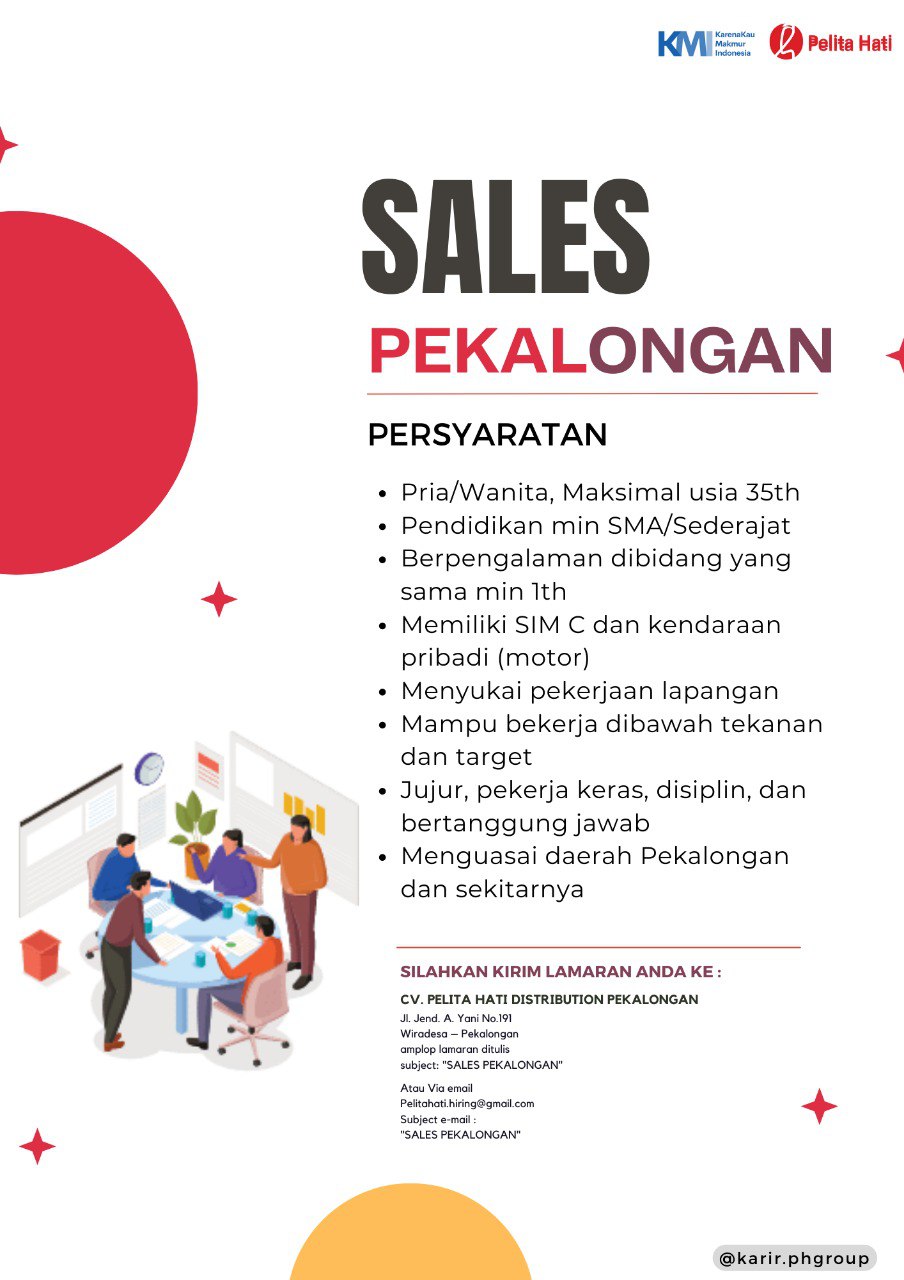 KMI KarenaKau
Makmur
Indonesia
Pelita Hati
SALES
PEKALONGAN
PERSYARATAN
• Pria/Wanita, Maksimal usia 35th
• Pendidikan min SMA/Sederajat
• Berpengalaman dibidang yang
sama min 1th
• Memiliki SIM C dan kendaraan
pribadi (motor)
• Menyukai pekerjaan lapangan
• Mampu bekerja dibawah tekanan
dan target
• Jujur, pekerja keras, disiplin, dan
bertanggung jawab
• Menguasai daerah Pekalongan
dan sekitarnya
SILAHKAN KIRIM LAMARAN ANDA KE :
CV. PELITA HATI DISTRIBUTION PEKALONGAN
Jl. Jend. A. Yani No.191
Wiradesa – Pekalongan
amplop lamaran ditulis
subject: "SALES PEKALONGAN"
Atau Via email
Pelitahati.hiring@gmail.com
Subject e-mail :
"SALES PEKALONGAN"
@karir.phgroup